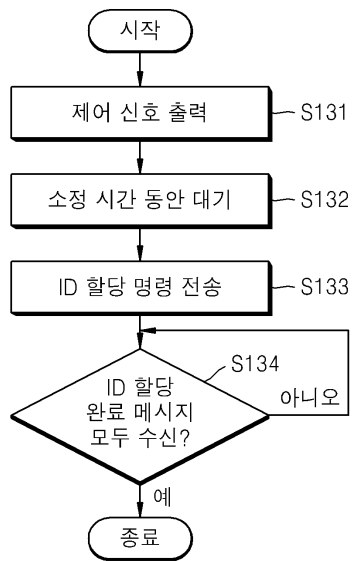 시작
제어 신호 출력
S131
소정 시간 동안 대기
S132
ID 할당 명령 전송
S133
S134
ID 할당
완료 메시지
모두 수신?
아니오
예
종료